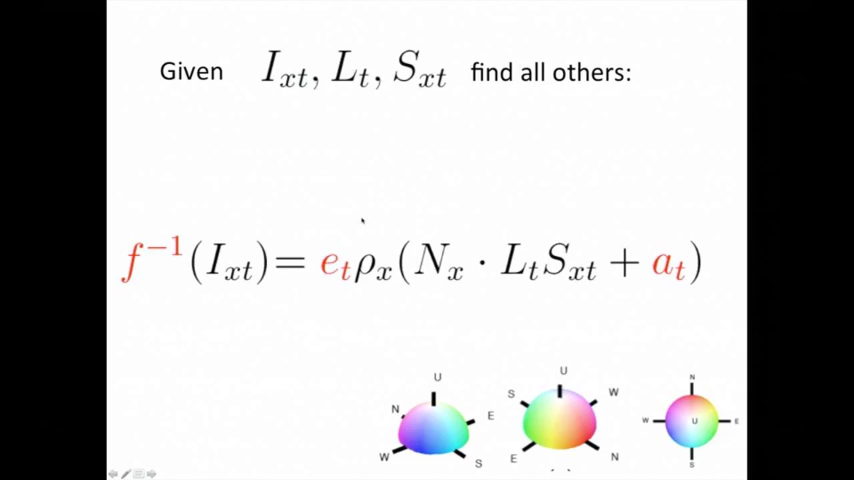 Given I_{xt}, L_t, S_{xt} find all others:
f^{-1}(I_{xt}) = e_t ρ_x(N_x · L_t S_{xt} + a_t)
U
N
E
W
S
U
S
W
E
N
N
W U E
S